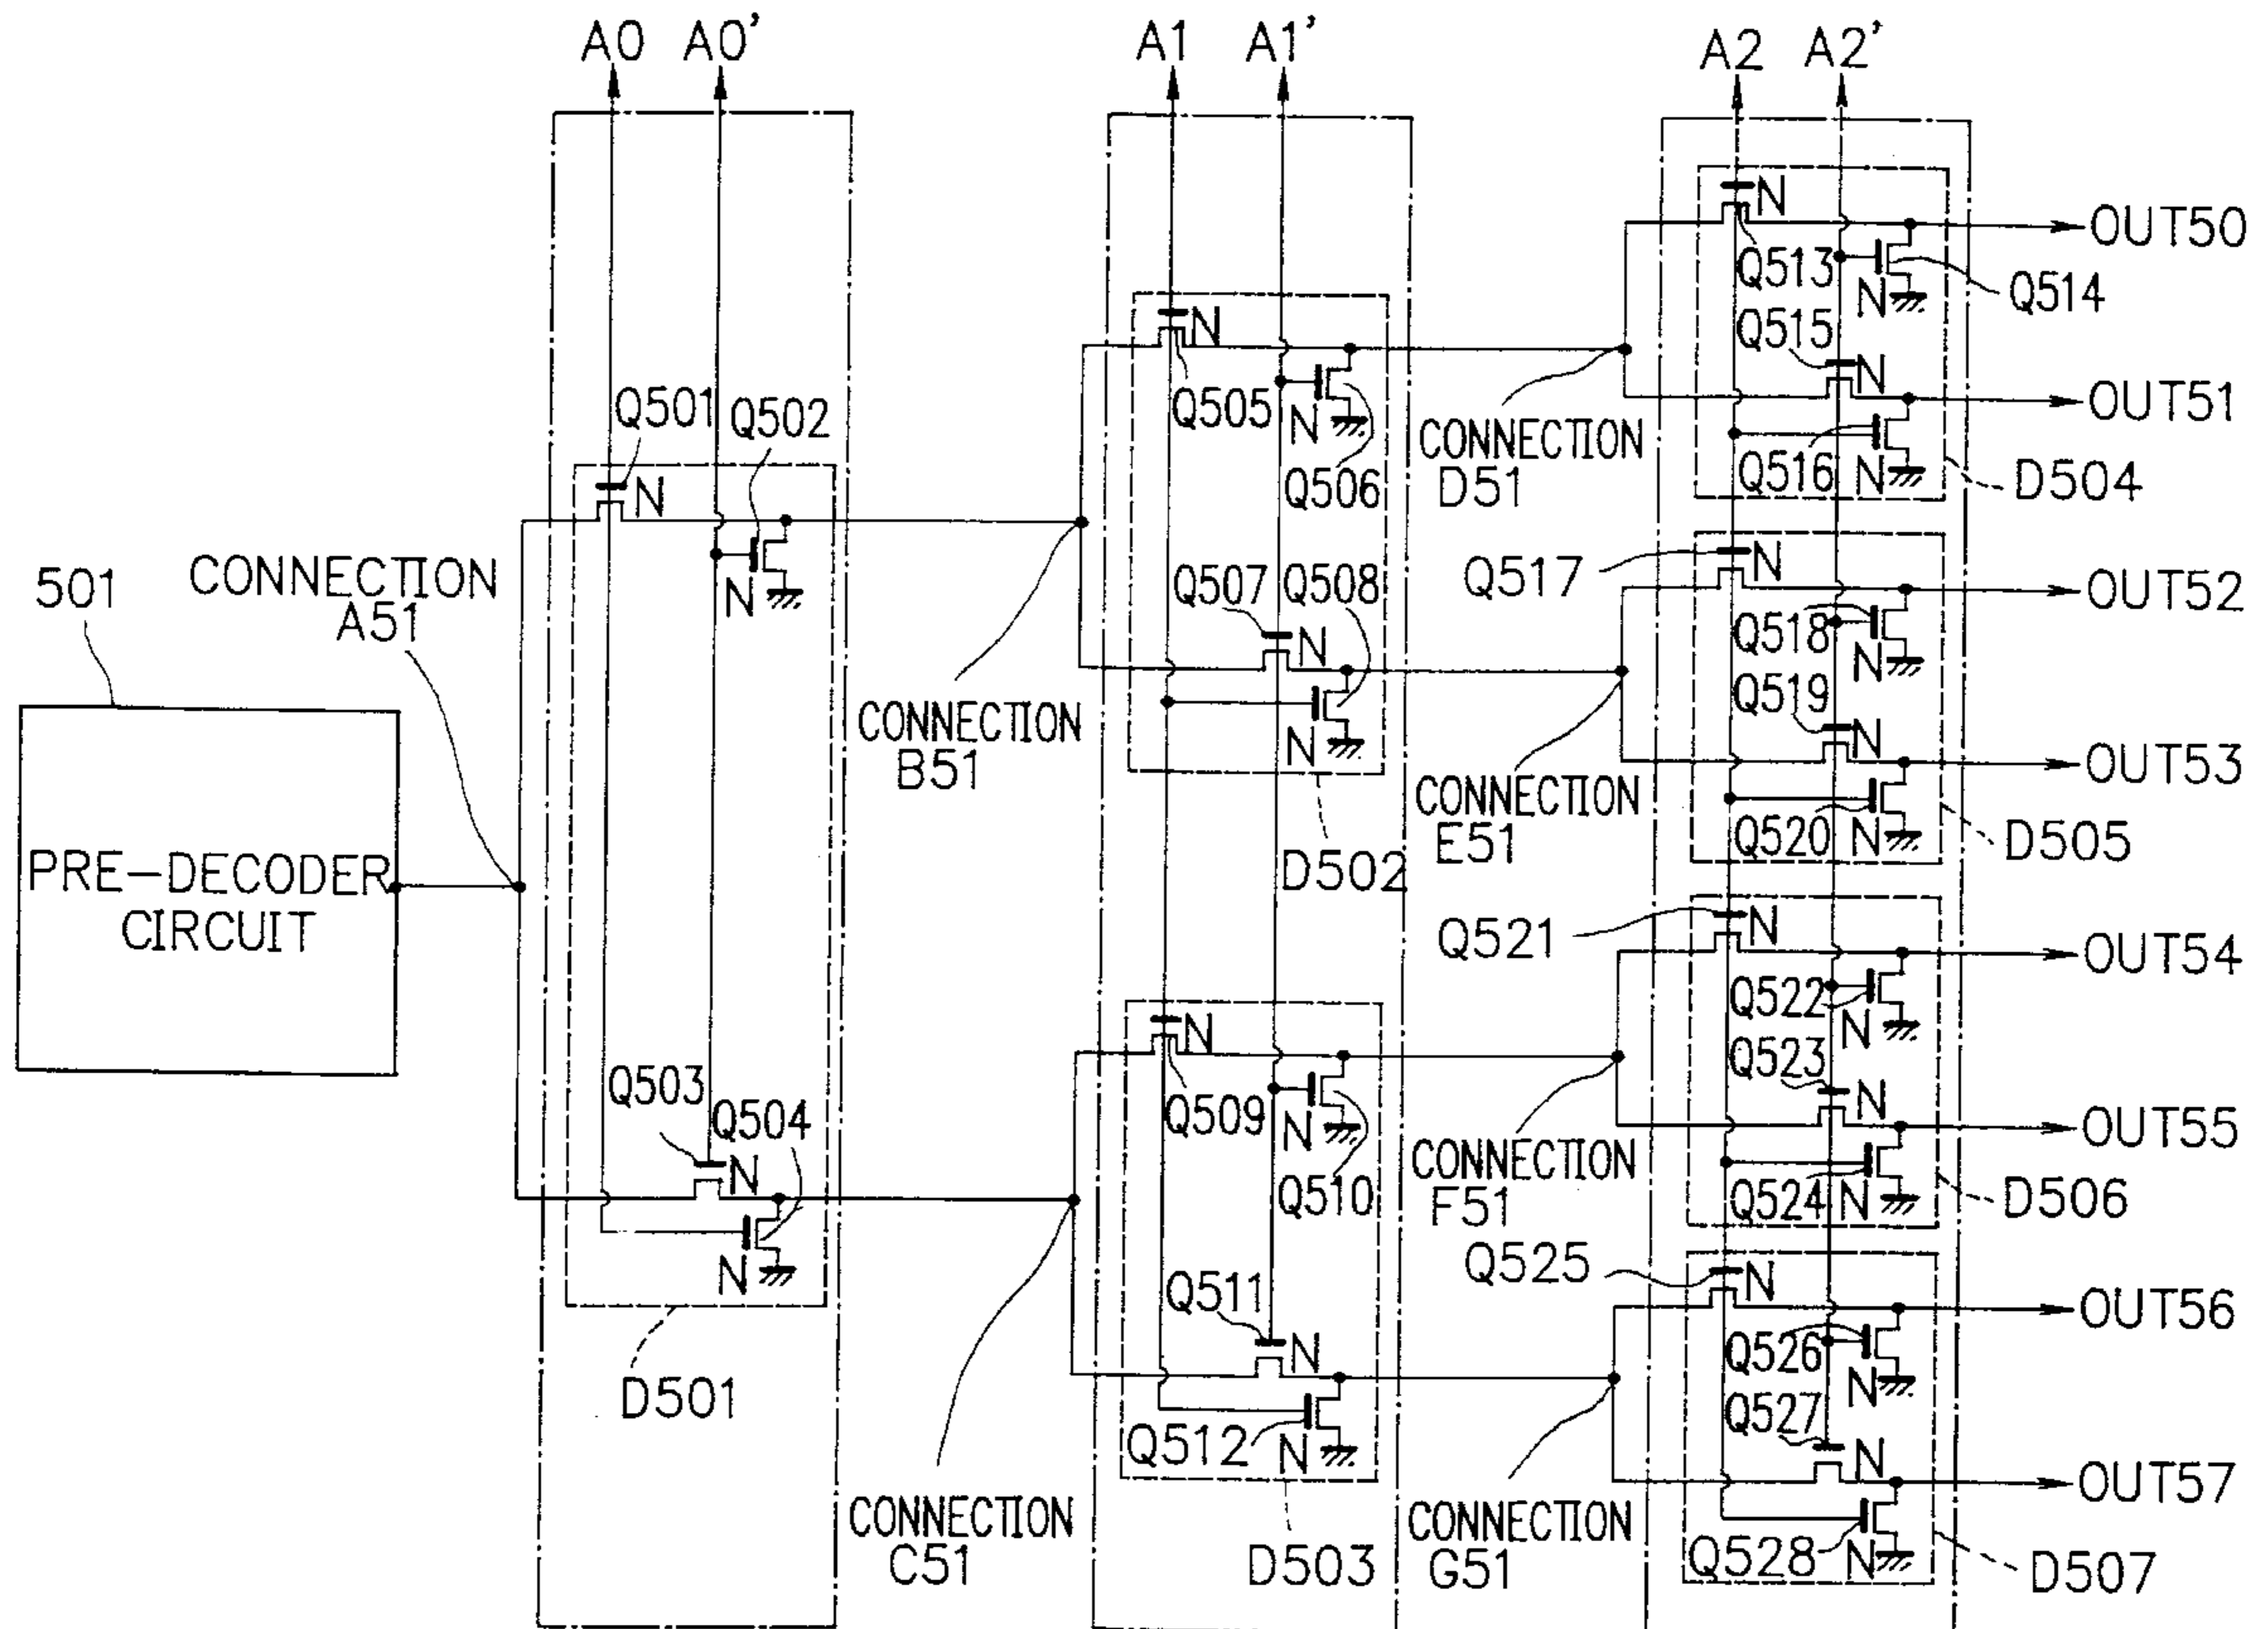 A0 A0' A1 A1' A2 A2'
N
Q513
N
Q514
OUT50
Q515
N
OUT51
Q516
N
D504
N
Q505
N
Q506
CONNECTION
D51
Q501
N
Q502
N
CONNECTION
A51
501
PRE-DECODER
CIRCUIT
Q507
Q508
N
N
CONNECTION
B51
D502
CONNECTION
E51
Q517
N
OUT52
Q518
N
Q519
N
OUT53
Q520
N
D505
Q521
N
OUT54
Q522
N
Q523
N
OUT55
Q524
N
D506
N
Q509
N
Q510
CONNECTION
F51
Q503
Q504
N
N
D501
Q511
N
Q512
N
CONNECTION
C51
D503
CONNECTION
G51
Q525
N
OUT56
Q526
N
Q527
N
OUT57
Q528
N
D507